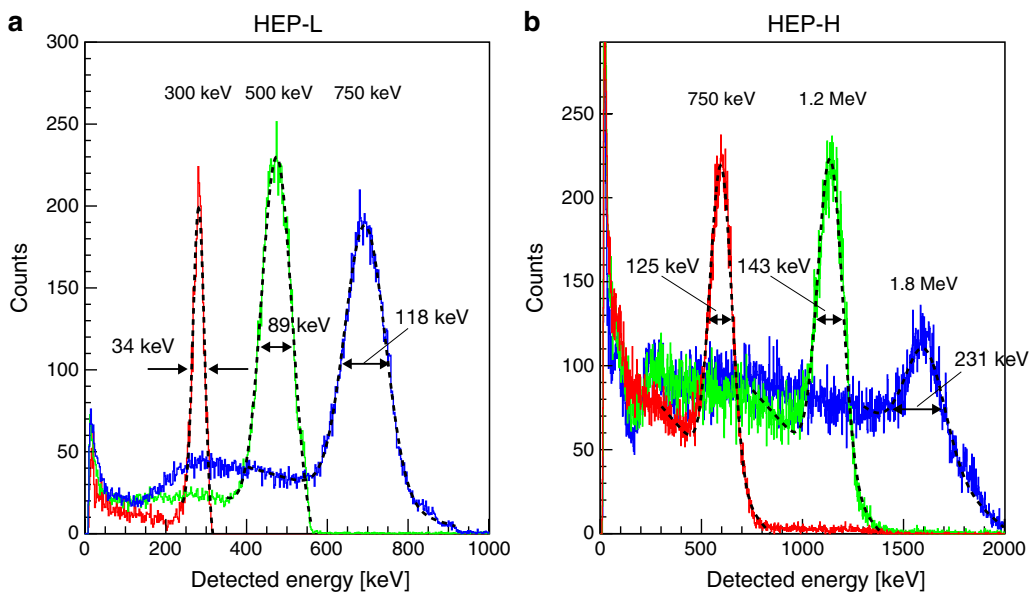 a
HEP-L
300
250
200
150
100
50
0
Counts
300 keV
500 keV
750 keV
34 keV
89 keV
118 keV
0
200
400
600
800
1000
Detected energy [keV]
b
HEP-H
250
200
150
100
50
0
Counts
750 keV
1.2 MeV
125 keV
143 keV
1.8 MeV
231 keV
0
500
1000
1500
2000
Detected energy [keV]